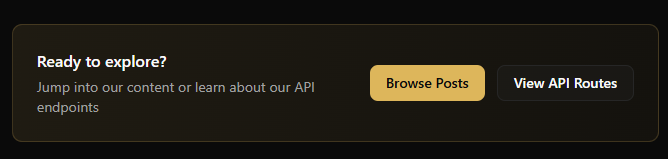 Ready to explore?
Jump into our content or learn about our API
endpoints
Browse Posts
View API Routes